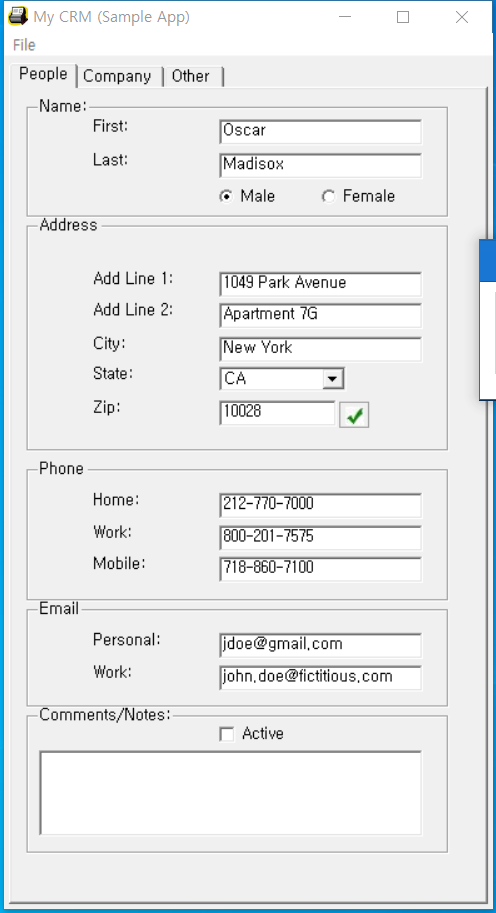 My CRM (Sample App)
File
People Company Other
Name:
First: Oscar
Last: Madisox
Male Female
Address
Add Line 1: 1049 Park Avenue
Add Line 2: Apartment 7G
City: New York
State: CA
Zip: 10028
Phone
Home: 212-770-7000
Work: 800-201-7575
Mobile: 718-860-7100
Email
Personal: jdoe@gmail.com
Work: john.doe@fictitious.com
Comments/Notes:
Active